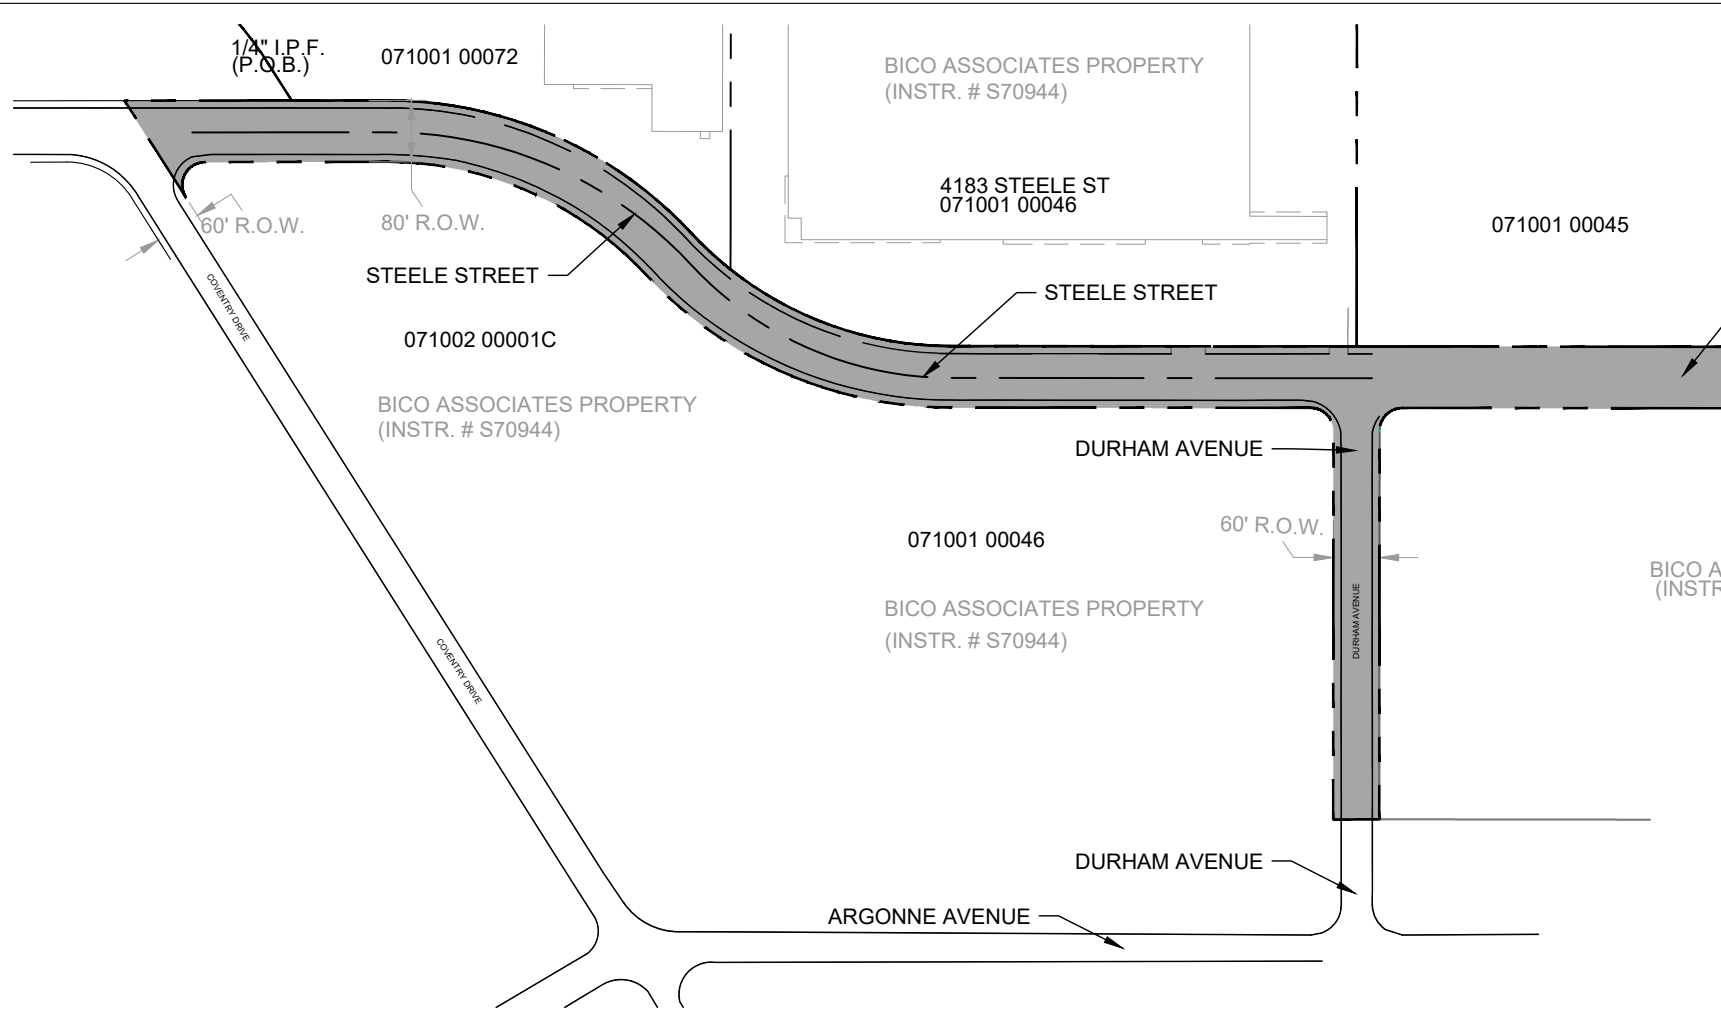 1/4" I.P.F.
(P.O.B.)
071001 00072
BICO ASSOCIATES PROPERTY
(INSTR. # S70944)
4183 STEELE ST
071001 00046
071001 00045
60' R.O.W.
80' R.O.W.
STEELE STREET
STEELE STREET
COVENTRY DRIVE
071002 00001C
BICO ASSOCIATES PROPERTY
(INSTR. # S70944)
DURHAM AVENUE
60' R.O.W.
071001 00046
BICO A
(INSTR
BICO ASSOCIATES PROPERTY
(INSTR. # S70944)
DURHAM AVENUE
COVENTRY DRIVE
DURHAM AVENUE
ARGONNE AVENUE